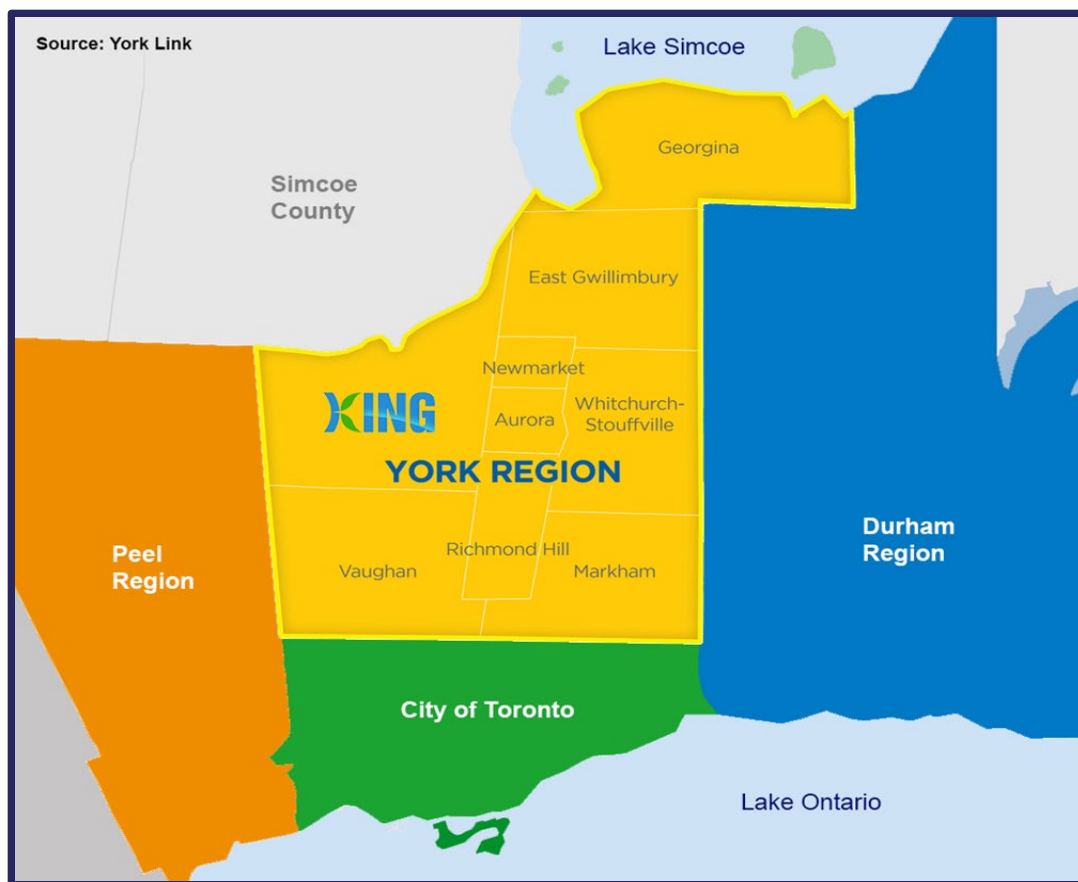 Source: York Link
Lake Simcoe
Georgina
Simcoe
County
East Gwillimbury
Newmarket
KING
Aurora
Whitchurch-
Stouffville
YORK REGION
Durham
Region
Peel
Region
Richmond Hill
Vaughan
Markham
City of Toronto
Lake Ontario